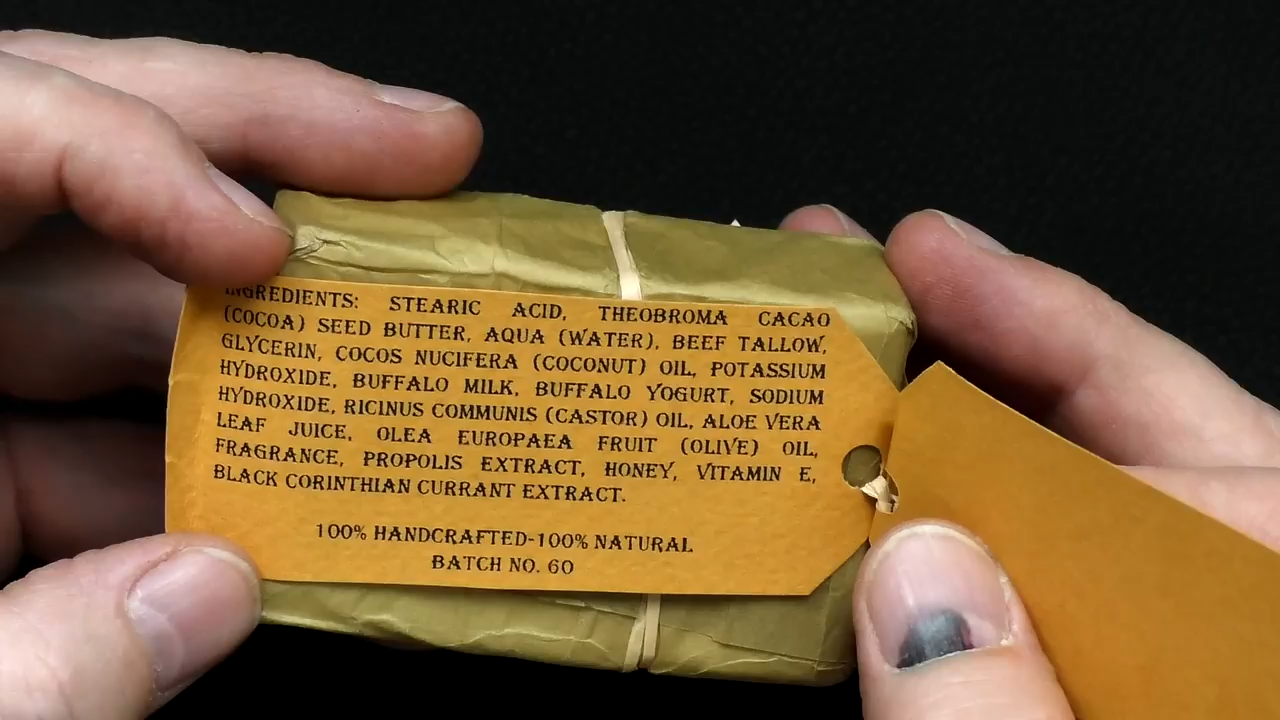 INGREDIENTS: STEARIC ACID, THEOBROMA CACAO
(COCOA) SEED BUTTER, AQUA (WATER), BEEF TALLOW,
GLYCERIN, COCOS NUCIFERA (COCONUT) OIL, POTASSIUM
HYDROXIDE, BUFFALO MILK, BUFFALO YOGURT, SODIUM
HYDROXIDE, RICINUS COMMUNIS (CASTOR) OIL, ALOE VERA
LEAF JUICE, OLEA EUROPAEA FRUIT (OLIVE) OIL,
FRAGRANCE, PROPOLIS EXTRACT, HONEY, VITAMIN E,
BLACK CORINTHIAN CURRANT EXTRACT.
100% HANDCRAFTED-100% NATURAL
BATCH NO. 60